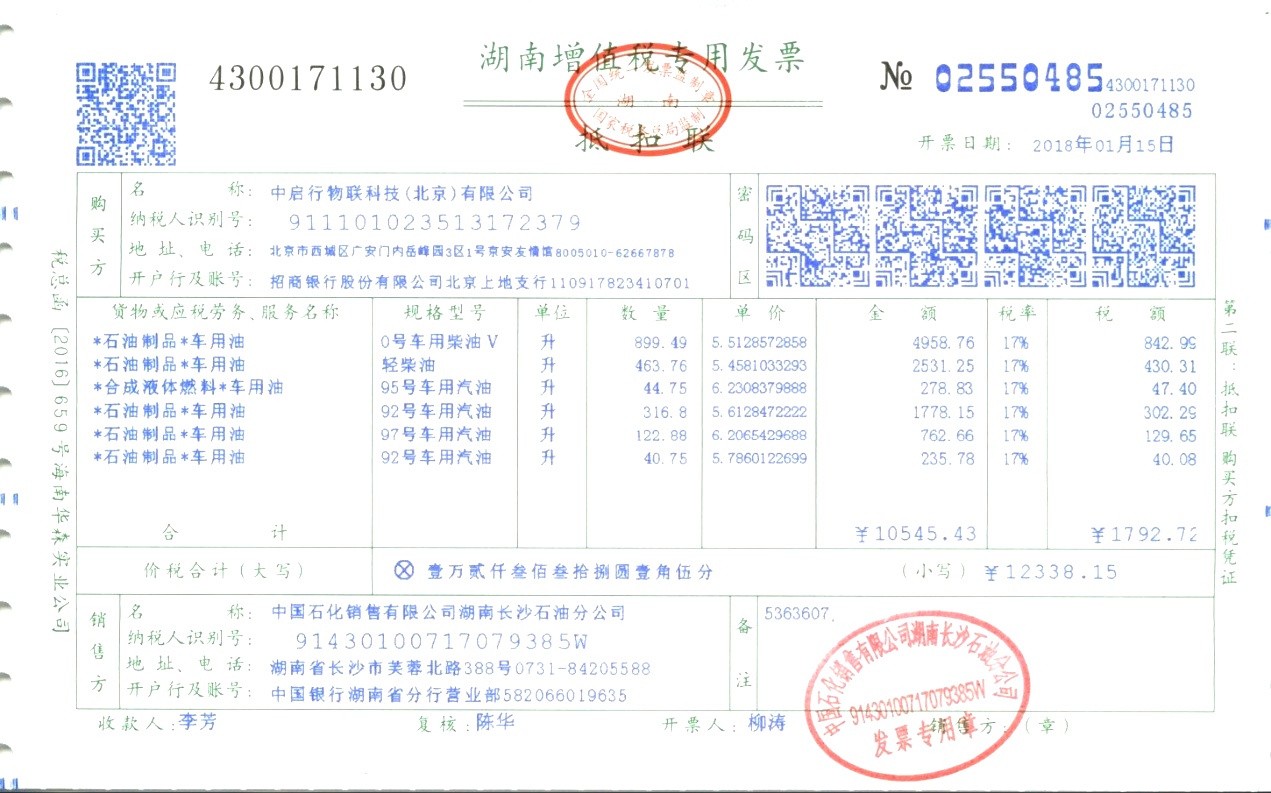 湖南增值税专用发票
4300171130
№ 02550485
4300171130
02550485
抵扣联
全国统一发票监制章
湖南
国家税务总局监制
开票日期: 2018年01月15日
购买方
名称: 中启行物联科技(北京)有限公司
纳税人识别号: 911101023513172379
地址、电话: 北京市西城区广安门内岳峰园3区1号京安友情馆8005010-62667878
开户行及账号: 招商银行股份有限公司北京上地支行110917823410701
密码区
货物或应税劳务、服务名称 规格型号 单位 数量 单价 金额 税率 税额
*石油制品*车用油 0号车用柴油V 升 899.49 5.5128572858 4958.76 17% 842.99
*石油制品*车用油 轻柴油 升 463.76 5.4581033293 2531.25 17% 430.31
*合成液体燃料*车用油 95号车用汽油 升 44.75 6.2308379888 278.83 17% 47.40
*石油制品*车用油 92号车用汽油 升 316.8 5.6128472222 1778.15 17% 302.29
*石油制品*车用油 97号车用汽油 升 122.88 6.2065429688 762.66 17% 129.65
*石油制品*车用油 92号车用汽油 升 40.75 5.7860122699 235.78 17% 40.08
合计 ¥10545.43 ¥1792.72
价税合计(大写) ⊗壹万贰仟叁佰叁拾捌圆壹角伍分 (小写) ¥12338.15
销售方
名称: 中国石化销售有限公司湖南长沙石油分公司
纳税人识别号: 91430100717079385W
地址、电话: 湖南省长沙市芙蓉北路388号0731-84205588
开户行及账号: 中国银行湖南省分行营业部582066019635
备注
5363607,
收款人: 李芳 复核: 陈华 开票人: 柳涛 销售方: (章)
中国石化销售有限公司湖南长沙石油分公司
91430100717079385W
发票专用章
税总函[2016]659号海南华森实业公司
第二联:抵扣联 购买方扣税凭证